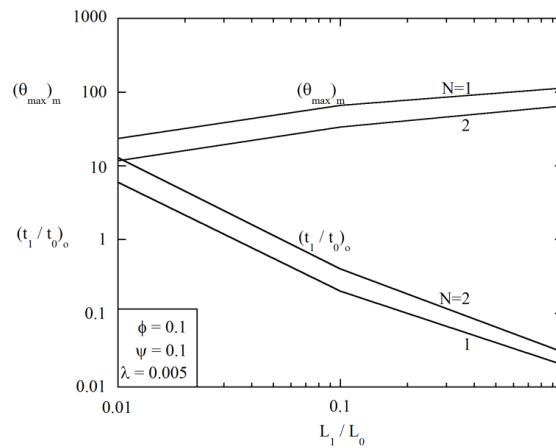 1000
(θmax)m
(θmax)m
N=1
100
2
10
(t1 / t0)o
(t1 / t0)o
1
N=2
0.1
1
ϕ = 0.1
ψ = 0.1
λ = 0.005
0.01
0.01
0.1
L1 / L0